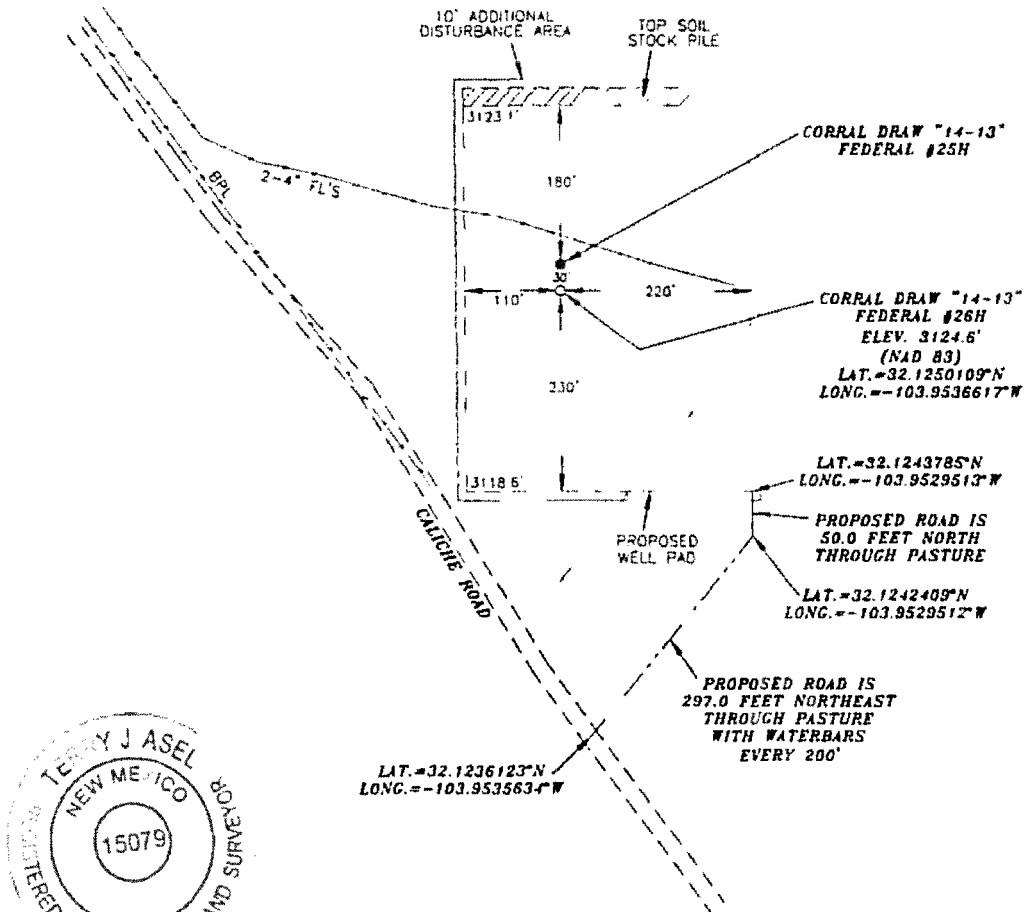 10' ADDITIONAL
DISTURBANCE AREA
TOP SOIL
STOCK PILE
3123.1'
CORRAL DRAW "14-13"
FEDERAL #25H
180'
2-4" FL'S
BPL
30'
110'
220'
CORRAL DRAW "14-13"
FEDERAL #26H
ELEV. 3124.6'
(NAD 83)
LAT.=32.1250109°N
LONG.=-103.9536617°W
230'
LAT.=32.1243785°N
LONG.=-103.9529513°W
3118.6'
PROPOSED
WELL PAD
PROPOSED ROAD IS
50.0 FEET NORTH
THROUGH PASTURE
CALICHE ROAD
LAT.=32.1242409°N
LONG.=-103.9529512°W
PROPOSED ROAD IS
297.0 FEET NORTHEAST
THROUGH PASTURE
WITH WATERBARS
EVERY 200'
LAT.=32.1236123°N
LONG.=-103.9535634°W
TERRY J ASEL
NEW MEXICO
15079
SURVEYOR